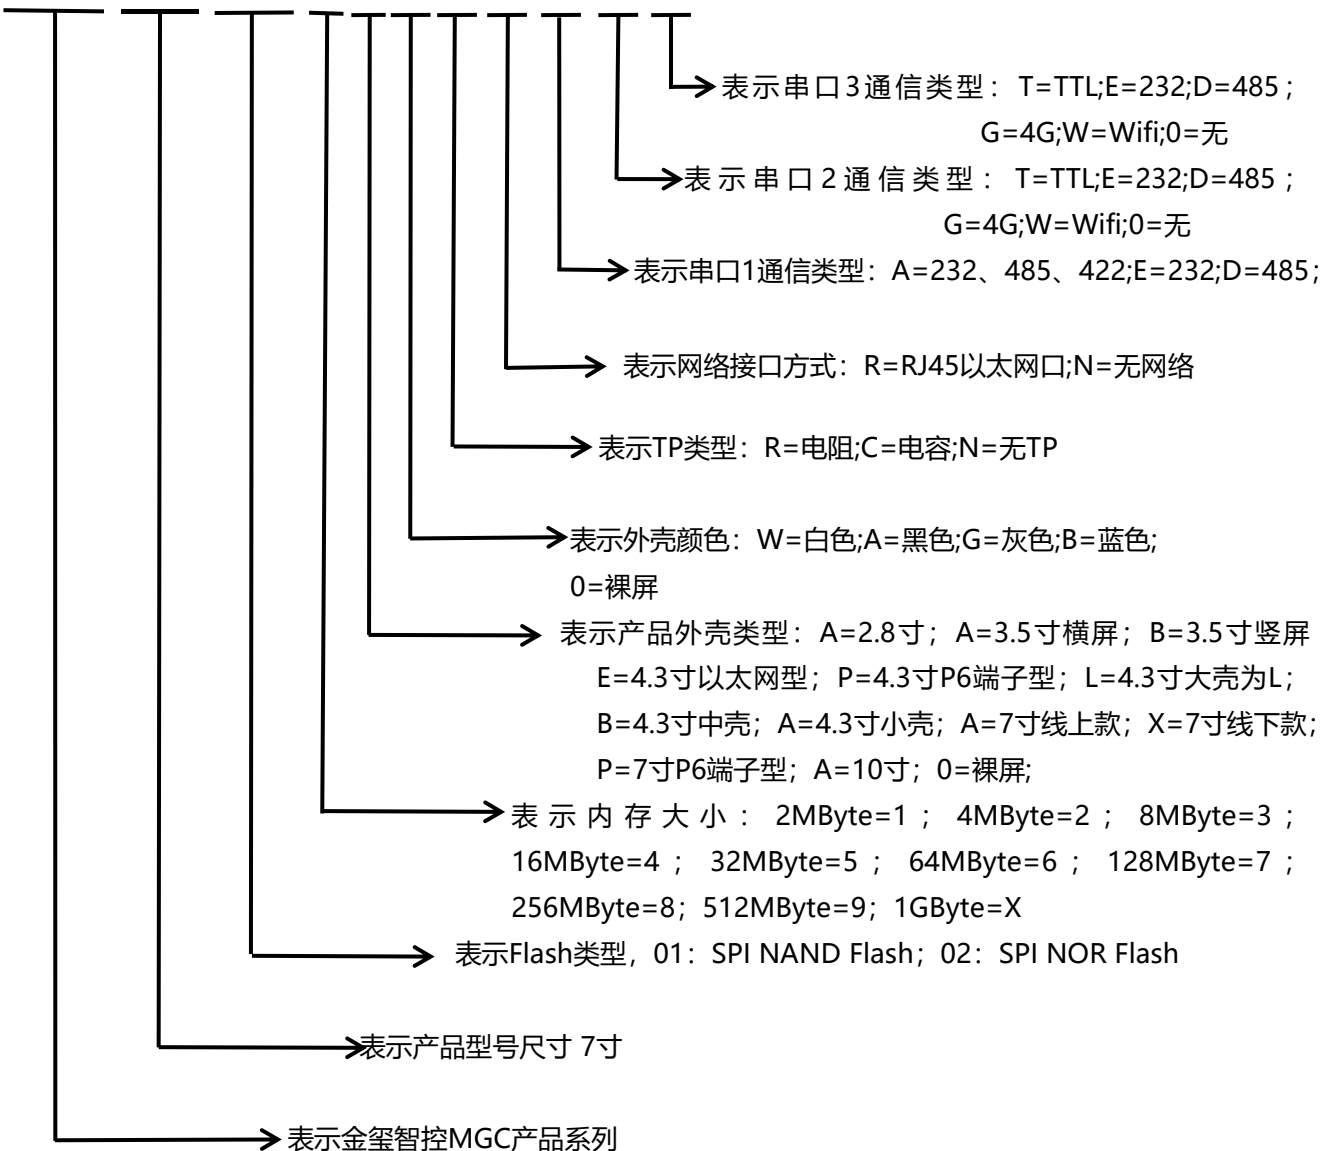 表示串口3通信类型：T=TTL;E=232;D=485；
G=4G;W=Wifi;0=无
表示串口2通信类型：T=TTL;E=232;D=485；
G=4G;W=Wifi;0=无
表示串口1通信类型：A=232、485、422;E=232;D=485；
表示网络接口方式：R=RJ45以太网口;N=无网络
表示TP类型：R=电阻;C=电容;N=无TP
表示外壳颜色：W=白色;A=黑色;G=灰色;B=蓝色;
0=裸屏
表示产品外壳类型：A=2.8寸；A=3.5寸横屏；B=3.5寸竖屏
E=4.3寸以太网型；P=4.3寸P6端子型；L=4.3寸大壳为L；
B=4.3寸中壳；A=4.3寸小壳；A=7寸线上款；X=7寸线下款；
P=7寸P6端子型；A=10寸；0=裸屏;
表示内存大小：2MByte=1；4MByte=2；8MByte=3；
16MByte=4；32MByte=5；64MByte=6；128MByte=7；
256MByte=8；512MByte=9；1GByte=X
表示Flash类型，01：SPI NAND Flash；02：SPI NOR Flash
表示产品型号尺寸 7寸
表示金玺智控MGC产品系列